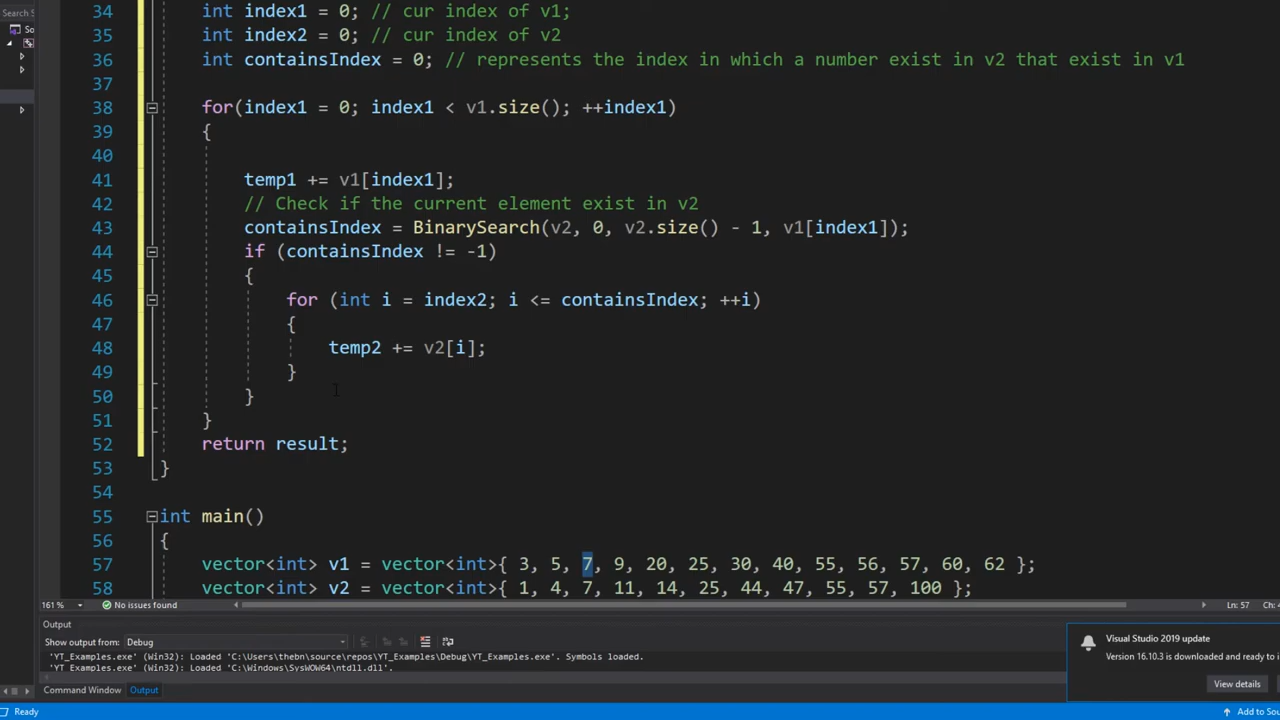 Search S
So
34 int index1 = 0; // cur index of v1;
35 int index2 = 0; // cur index of v2
36 int containsIndex = 0; // represents the index in which a number exist in v2 that exist in v1
37
38 for(index1 = 0; index1 < v1.size(); ++index1)
39 {
40
41 temp1 += v1[index1];
42 // Check if the current element exist in v2
43 containsIndex = BinarySearch(v2, 0, v2.size() - 1, v1[index1]);
44 if (containsIndex != -1)
45 {
46 for (int i = index2; i <= containsIndex; ++i)
47 {
48 temp2 += v2[i];
49 }
50 }
51 }
52 return result;
53 }
54
55 int main()
56 {
57 vector<int> v1 = vector<int>{ 3, 5, 7, 9, 20, 25, 30, 40, 55, 56, 57, 60, 62 };
58 vector<int> v2 = vector<int>{ 1, 4, 7, 11, 14, 25, 44, 47, 55, 57, 100 };
161 % No issues found Ln: 57 Ch:
Output
Show output from: Debug
'YT_Examples.exe' (Win32): Loaded 'C:\Users\thebn\source\repos\YT_Examples\Debug\YT_Examples.exe'. Symbols loaded.
'YT_Examples.exe' (Win32): Loaded 'C:\Windows\SysWOW64\ntdll.dll'.
Visual Studio 2019 update
Version 16.10.3 is downloaded and ready to i
View details
Command Window Output
Ready Add to Sou